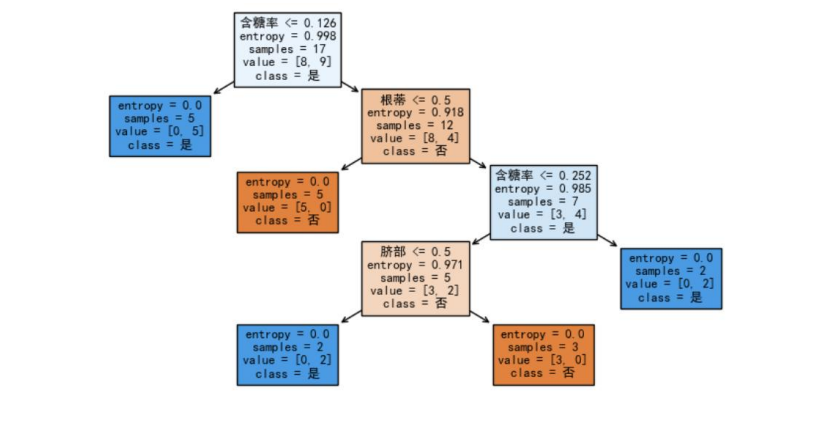 含糖率 <= 0.126
entropy = 0.998
samples = 17
value = [8, 9]
class = 是
entropy = 0.0
samples = 5
value = [0, 5]
class = 是
根蒂 <= 0.5
entropy = 0.918
samples = 12
value = [8, 4]
class = 否
entropy = 0.0
samples = 5
value = [5, 0]
class = 否
含糖率 <= 0.252
entropy = 0.985
samples = 7
value = [3, 4]
class = 是
脐部 <= 0.5
entropy = 0.971
samples = 5
value = [3, 2]
class = 否
entropy = 0.0
samples = 2
value = [0, 2]
class = 是
entropy = 0.0
samples = 2
value = [0, 2]
class = 是
entropy = 0.0
samples = 3
value = [3, 0]
class = 否